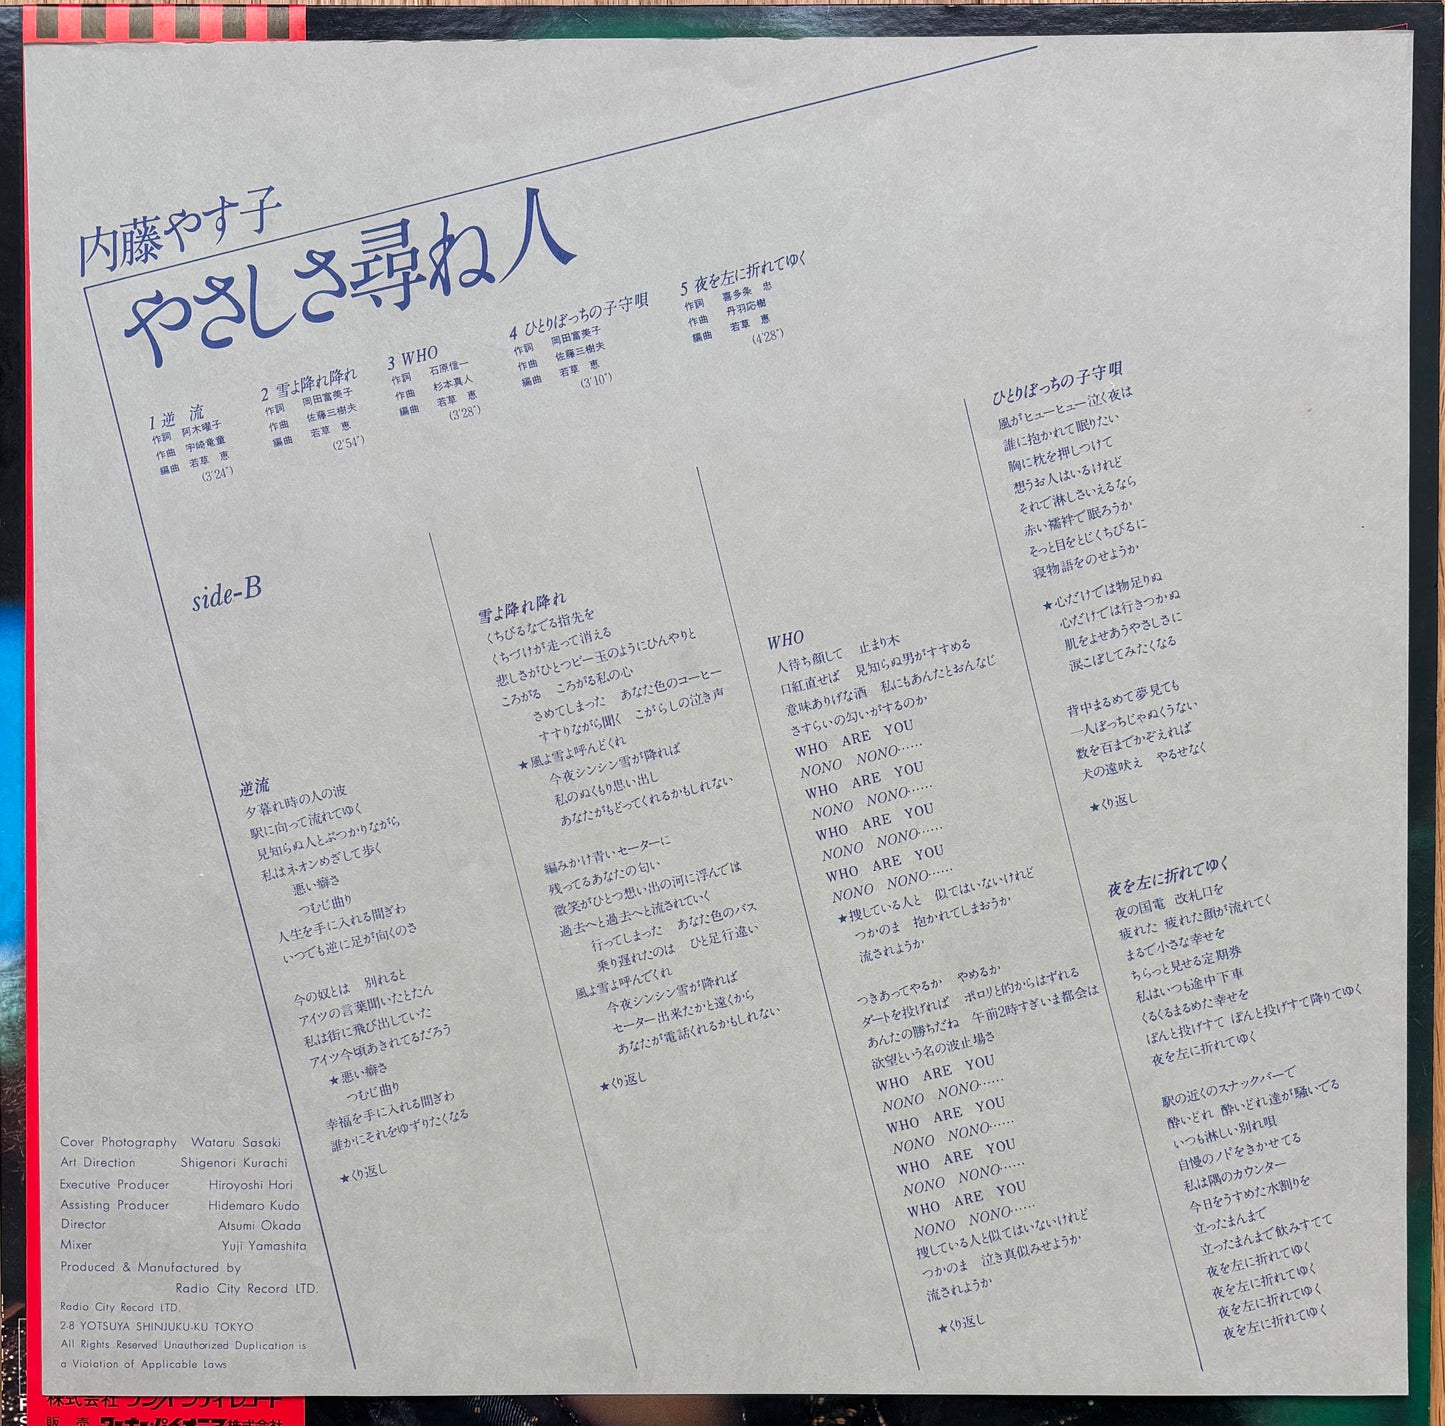 内藤やす子
やさしさ尋ね人
1 逆 流
作詞 阿木曜子
作曲 宇崎竜童
編曲 若草 恵
(3′24″)
2 雪よ降れ降れ
作詞 岡田富美子
作曲 佐藤三樹夫
編曲 若草 恵
(2′54″)
3 WHO
作詞 石原信一
作曲 杉本真人
編曲 若草 恵
(3′28″)
4 ひとりぼっちの子守唄
作詞 岡田富美子
作曲 佐藤三樹夫
編曲 若草 恵
(3′10″)
5 夜を左に折れてゆく
作詞 喜多条 忠
作曲 丹羽応樹
編曲 若草 恵
(4′28″)
side-B
逆流
夕暮れ時の人の波
駅に向って流れてゆく
見知らぬ人とぶつかりながら
私はネオンめざして歩く
悪い癖さ
つむじ曲り
人生を手に入れる間ぎわ
いつでも逆に足が向くのさ
今の奴とは 別れると
アイツの言葉聞いたとたん
私は街に飛び出していた
アイツ今頃あきれてるだろう
★悪い癖さ
つむじ曲り
幸福を手に入れる間ぎわ
誰かにそれをゆずりたくなる
★くり返し
雪よ降れ降れ
くちびるなでる指先を
くちづけが走って消える
悲しさがひとつビー玉のようにひんやりと
ころがる ころがる私の心
さめてしまった あなた色のコーヒー
すすりながら聞く こがらしの泣き声
★風よ雪よ呼んどくれ
今夜シンシン雪が降れば
私のぬくもり思い出し
あなたがもどってくれるかもしれない
編みかけ青いセーターに
残ってるあなたの匂い
微笑がひとつ想い出の河に浮んでは
過去へと過去へと流されていく
行ってしまった あなた色のバス
乗り遅れたのは ひと足行違い
風よ雪よ呼んでくれ
今夜シンシン雪が降れば
セーター出来たかと遠くから
あなたが電話くれるかもしれない
★くり返し
WHO
人待ち顔して 止まり木
口紅直せば 見知らぬ男がすすめる
意味ありげな酒 私にもあんたとおんなじ
さすらいの匂いがするのか
WHO ARE YOU
NONO NONO……
WHO ARE YOU
NONO NONO……
WHO ARE YOU
NONO NONO……
WHO ARE YOU
NONO NONO……
★捜している人と 似てはいないけれど
つかのま 抱かれてしまおうか
流されようか
つきあってやるか やめるか
ダートを投げれば ポロリと的からはずれる
あんたの勝ちだね 午前2時すぎいま都会は
欲望という名の波止場さ
WHO ARE YOU
NONO NONO……
WHO ARE YOU
NONO NONO……
WHO ARE YOU
NONO NONO……
WHO ARE YOU
NONO NONO……
捜している人と似てはいないけれど
つかのま 泣き真似みせようか
流されようか
★くり返し
ひとりぼっちの子守唄
風がヒューヒュー泣く夜は
誰に抱かれて眠りたい
胸に枕を押しつけて
想うお人はいるけれど
それで淋しさいえるなら
赤い襦袢で眠ろうか
そっと目をとじくちびるに
寝物語をのせようか
★心だけでは物足りぬ
心だけでは行きつかぬ
肌をよせあうやさしさに
涙こぼしてみたくなる
背中まるめて夢見ても
一人ぼっちじゃぬくうない
数を百までかぞえれば
犬の遠吠え やるせなく
★くり返し
夜を左に折れてゆく
夜の国電 改札口を
疲れた 疲れた顔が流れてく
まるで小さな幸せを
ちらっと見せる定期券
私はいつも途中下車
くるくるまるめた幸せを
ぽんと投げすて ぽんと投げすて降りてゆく
夜を左に折れてゆく
駅の近くのスナックバーで
酔いどれ 酔いどれ達が騒いでる
いつも淋しい別れ唄
自慢のノドをきかせてる
私は隅のカウンター
今日をうすめた水割りを
立ったまんまで
立ったまんまで飲みすてて
夜を左に折れてゆく
夜を左に折れてゆく
夜を左に折れてゆく
夜を左に折れてゆく
Cover Photography Wataru Sasaki
Art Direction Shigenori Kurachi
Executive Producer Hiroyoshi Hori
Assisting Producer Hidemaro Kudo
Director Atsumi Okada
Mixer Yuji Yamashita
Produced & Manufactured by
Radio City Record LTD.
Radio City Record LTD.
2-8 YOTSUYA SHINJUKU-KU TOKYO
All Rights Reserved Unauthorized Duplication is
a Violation of Applicable Laws
株式会社
販 売 ワーナー・パイオニア株式会社